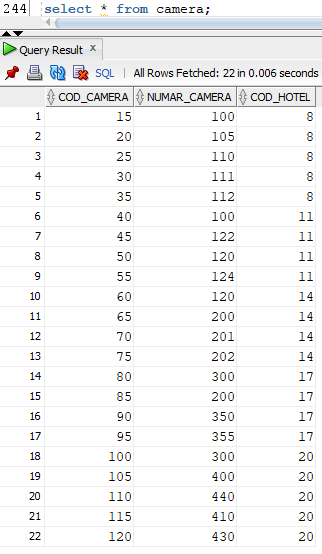 244 select * from camera;
Query Result x
SQL | All Rows Fetched: 22 in 0.006 seconds
COD_CAMERA NUMAR_CAMERA COD_HOTEL
1 15 100 8
2 20 105 8
3 25 110 8
4 30 111 8
5 35 112 8
6 40 100 11
7 45 122 11
8 50 120 11
9 55 124 11
10 60 120 14
11 65 200 14
12 70 201 14
13 75 202 14
14 80 300 17
15 85 200 17
16 90 350 17
17 95 355 17
18 100 300 20
19 105 400 20
20 110 440 20
21 115 410 20
22 120 430 20